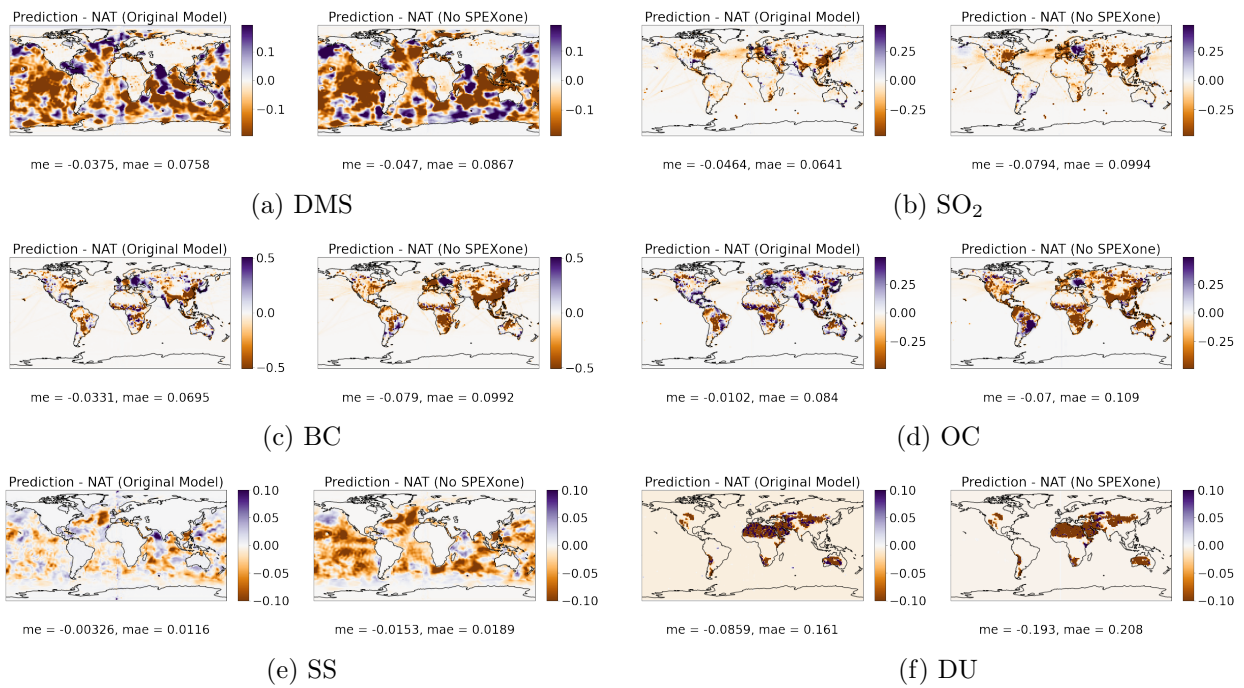 Prediction - NAT (Original Model) Prediction - NAT (No SPEXone) Prediction - NAT (Original Model) Prediction - NAT (No SPEXone)
0.1 0.1 0.25 0.25
0.0 0.0 0.00 0.00
−0.1 −0.1 −0.25 −0.25
me = -0.0375, mae = 0.0758 me = -0.047, mae = 0.0867 me = -0.0464, mae = 0.0641 me = -0.0794, mae = 0.0994
(a) DMS (b) SO₂
Prediction - NAT (Original Model) Prediction - NAT (No SPEXone) Prediction - NAT (Original Model) Prediction - NAT (No SPEXone)
0.5 0.5
0.25 0.25
0.0 0.0 0.00 0.00
−0.25 −0.25
−0.5 −0.5
me = -0.0331, mae = 0.0695 me = -0.079, mae = 0.0992 me = -0.0102, mae = 0.084 me = -0.07, mae = 0.109
(c) BC (d) OC
Prediction - NAT (Original Model) Prediction - NAT (No SPEXone) Prediction - NAT (Original Model) Prediction - NAT (No SPEXone)
0.10 0.10 0.10 0.10
0.05 0.05 0.05 0.05
0.00 0.00 0.00 0.00
−0.05 −0.05 −0.05 −0.05
−0.10 −0.10 −0.10 −0.10
me = -0.00326, mae = 0.0116 me = -0.0153, mae = 0.0189 me = -0.0859, mae = 0.161 me = -0.193, mae = 0.208
(e) SS (f) DU